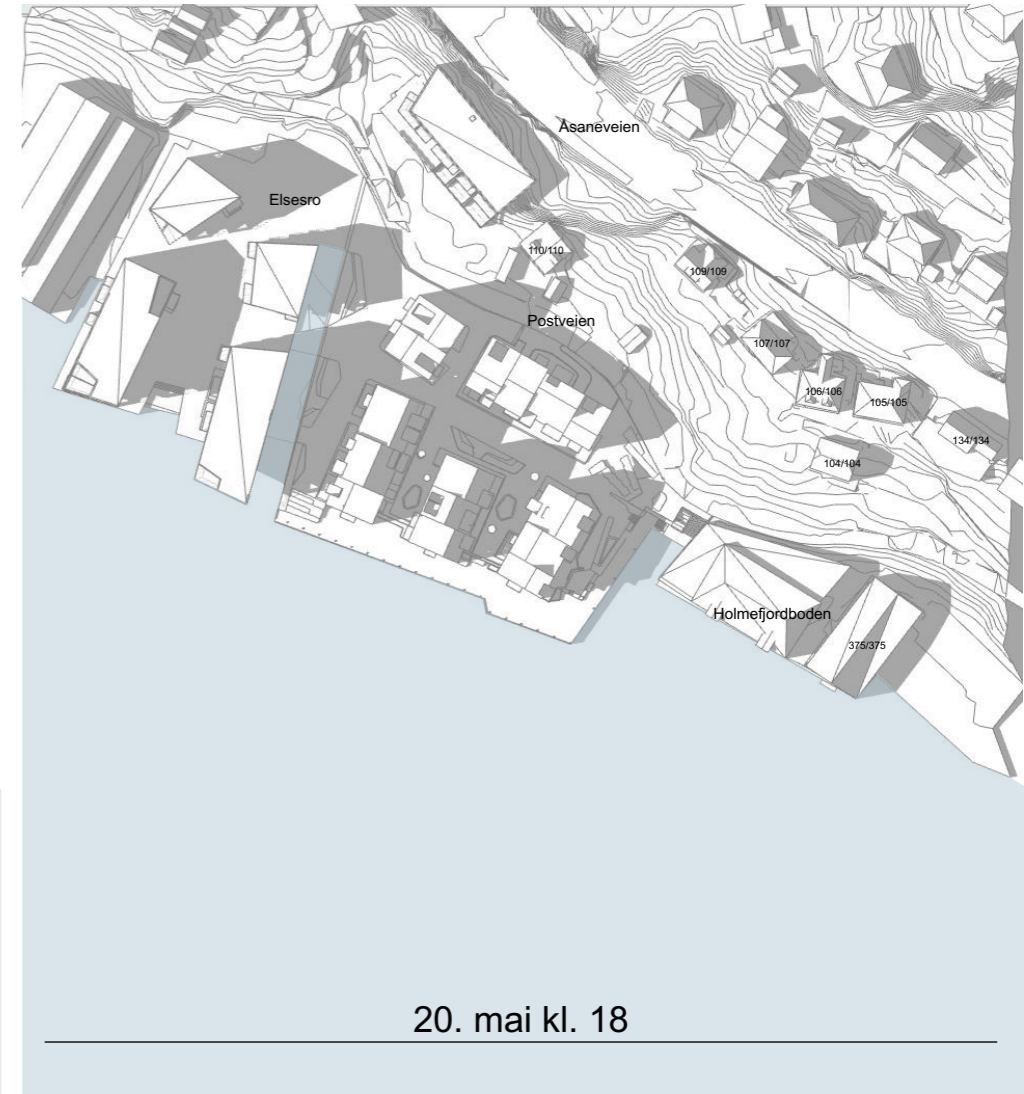 Åsaneveien
Elsesro
110/110
109/109
Postveien
107/107
106/106
105/105
134/134
104/104
Holmefjordboden
375/375
20. mai kl. 18